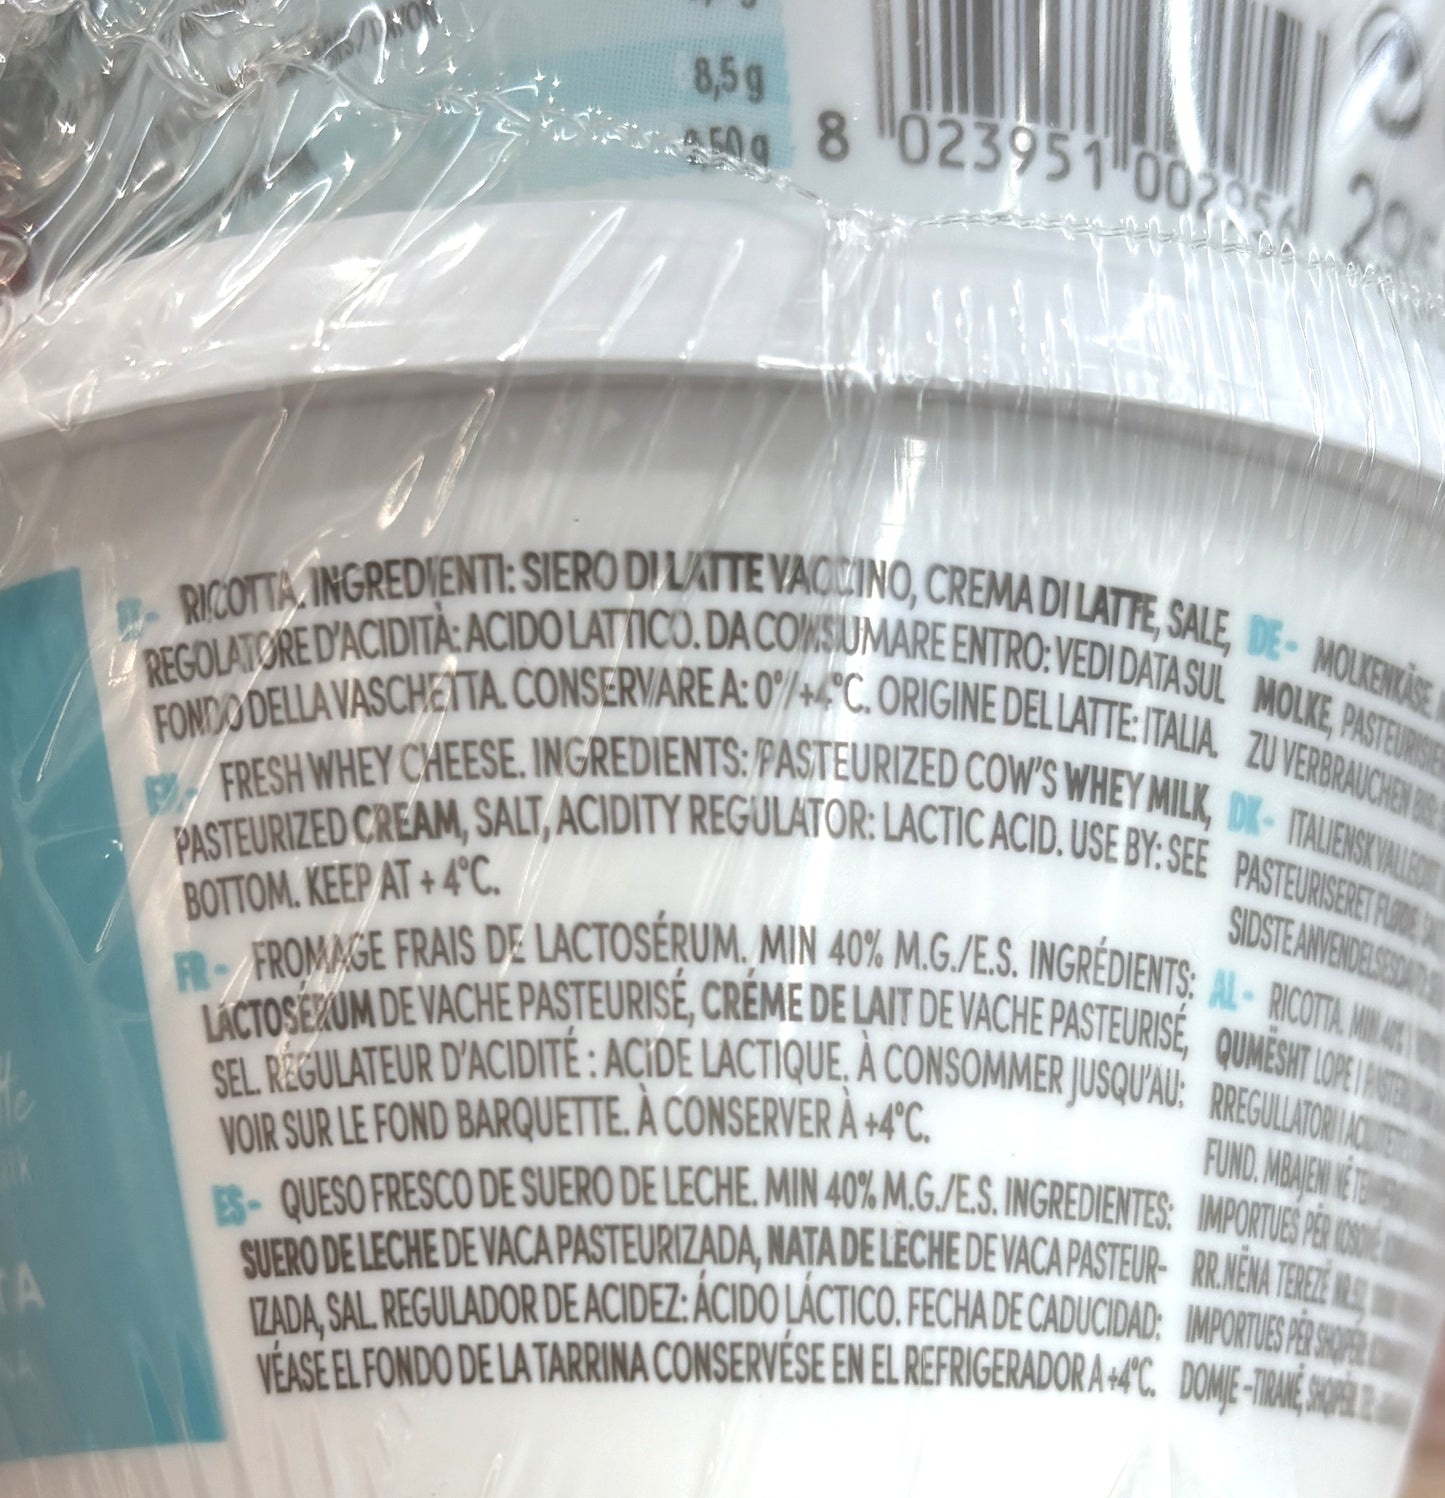 8,5 g
0,50 g
8 023951 002956
IT - RICOTTA. INGREDIENTI: SIERO DI LATTE VACCINO, CREMA DI LATTE, SALE,
REGOLATORE D'ACIDITÀ: ACIDO LATTICO. DA CONSUMARE ENTRO: VEDI DATA SUL
FONDO DELLA VASCHETTA. CONSERVARE A: 0°/+4°C. ORIGINE DEL LATTE: ITALIA.
EN - FRESH WHEY CHEESE. INGREDIENTS: PASTEURIZED COW'S WHEY MILK,
PASTEURIZED CREAM, SALT, ACIDITY REGULATOR: LACTIC ACID. USE BY: SEE
BOTTOM. KEEP AT + 4°C.
FR - FROMAGE FRAIS DE LACTOSÉRUM. MIN 40% M.G./E.S. INGRÉDIENTS:
LACTOSÉRUM DE VACHE PASTEURISÉ, CRÉME DE LAIT DE VACHE PASTEURISÉ,
SEL. RÉGULATEUR D'ACIDITÉ : ACIDE LACTIQUE. À CONSOMMER JUSQU'AU:
VOIR SUR LE FOND BARQUETTE. À CONSERVER À +4°C.
ES - QUESO FRESCO DE SUERO DE LECHE. MIN 40% M.G./E.S. INGREDIENTES:
SUERO DE LECHE DE VACA PASTEURIZADA, NATA DE LECHE DE VACA PASTEUR-
IZADA, SAL. REGULADOR DE ACIDEZ: ÁCIDO LÁCTICO. FECHA DE CADUCIDAD:
VÉASE EL FONDO DE LA TARRINA CONSERVÉSE EN EL REFRIGERADOR A +4°C.
DE - MOLKENKÄSE.
MOLKE, PASTEURISIE
ZU VERBRAUCHEN BIS:
DK - ITALIENSK VALLEOST.
PASTEURISERET FLØDE,
SIDSTE ANVENDELSESDATO
AL - RICOTTA. MIN 40%
QUMËSHT LOPE I
RREGULLATORI I
FUND. MBAJENI NË
IMPORTUES PËR KOSOVË
RR. NËNA TEREZË
IMPORTUES PËR SHQIPËRI
DOMJE -TIRANË, SHQIPËRI.